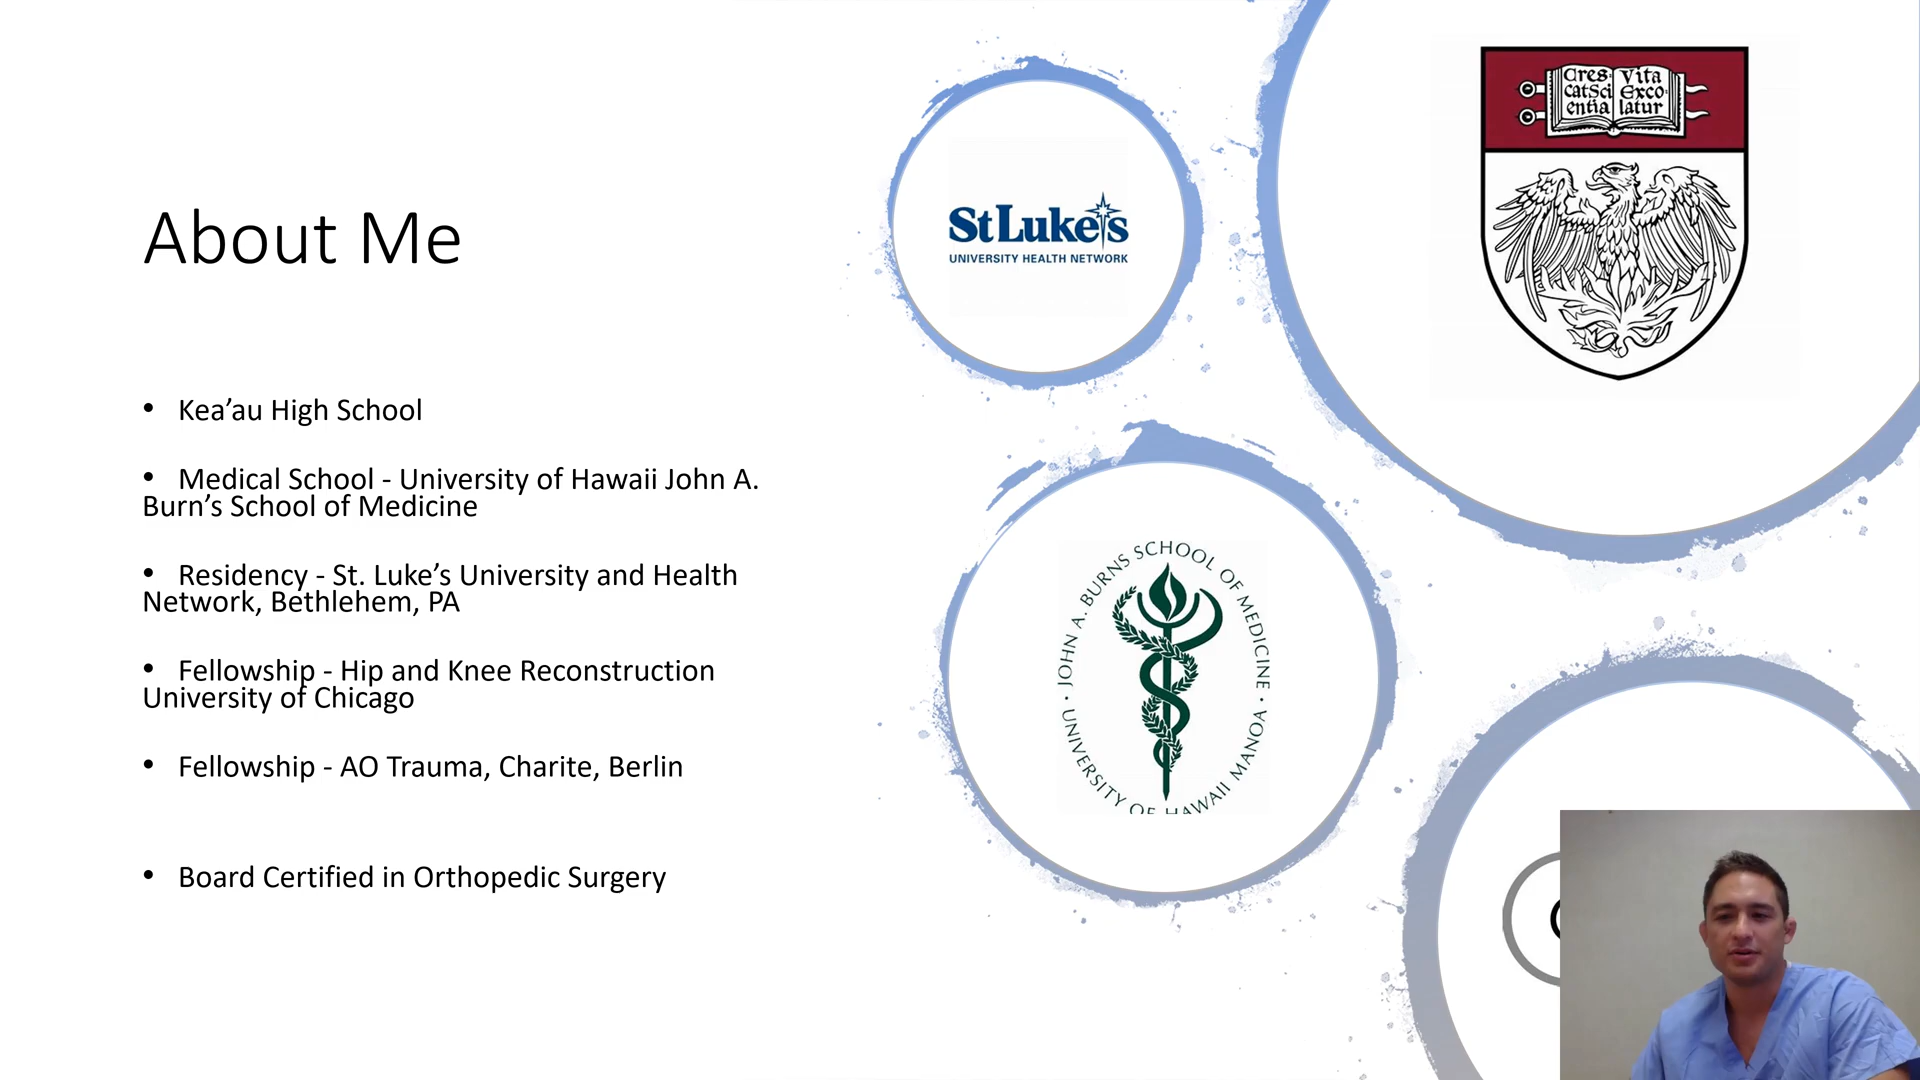 About Me
• Kea’au High School
• Medical School - University of Hawaii John A.
Burn’s School of Medicine
• Residency - St. Luke’s University and Health
Network, Bethlehem, PA
• Fellowship - Hip and Knee Reconstruction
University of Chicago
• Fellowship - AO Trauma, Charite, Berlin
• Board Certified in Orthopedic Surgery
St Luke's
UNIVERSITY HEALTH NETWORK
Cres Vita
catSci Exco
entia latur
JOHN A. BURNS SCHOOL OF MEDICINE •
UNIVERSITY OF HAWAII MANOA •